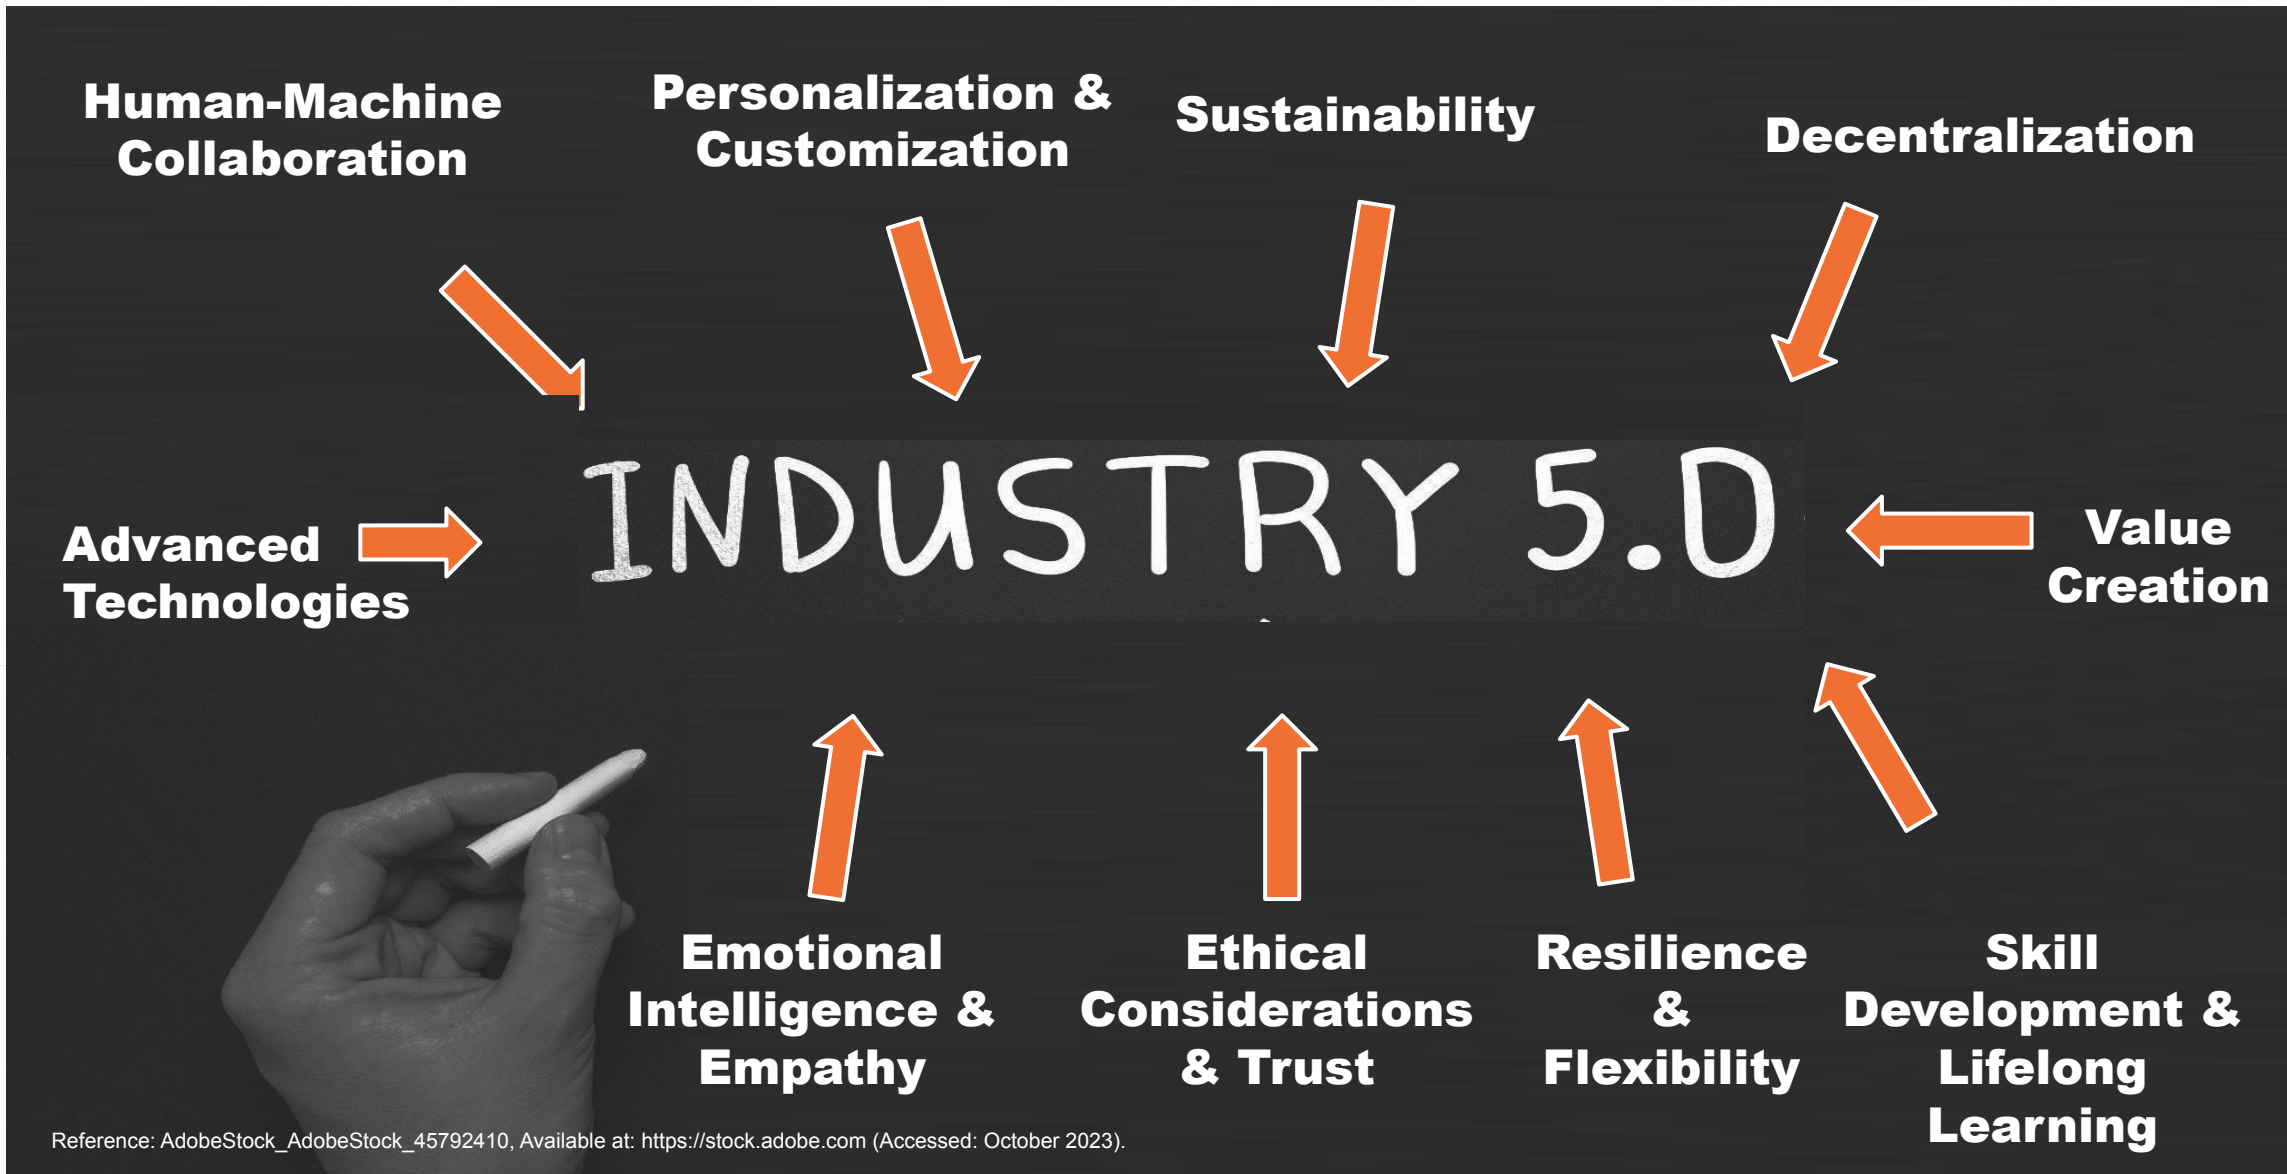 Human-Machine
Collaboration
Personalization &
Customization
Sustainability
Decentralization
Advanced
Technologies
INDUSTRY 5.0
Value
Creation
Emotional
Intelligence &
Empathy
Ethical
Considerations
& Trust
Resilience
&
Flexibility
Skill
Development &
Lifelong
Learning
Reference: AdobeStock_AdobeStock_45792410, Available at: https://stock.adobe.com (Accessed: October 2023).